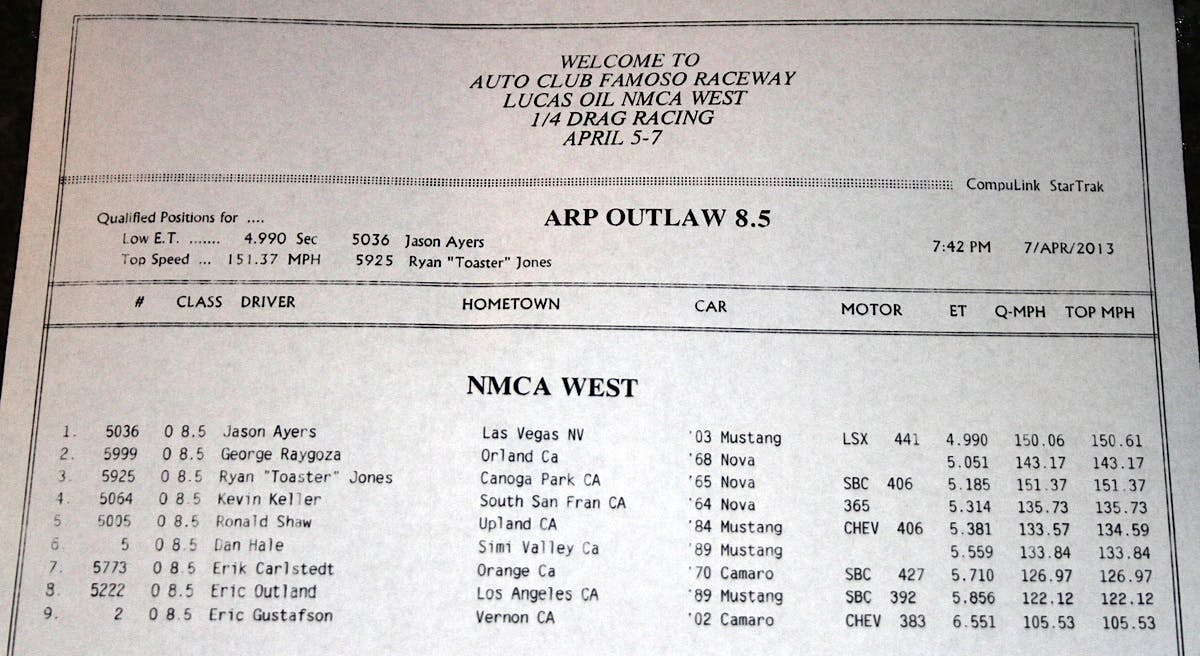 WELCOME TO
AUTO CLUB FAMOSO RACEWAY
LUCAS OIL NMCA WEST
1/4 DRAG RACING
APRIL 5-7
CompuLink StarTrak
Qualified Positions for .... ARP OUTLAW 8.5
Low E.T. ....... 4.990 Sec 5036 Jason Ayers 7:42 PM 7/APR/2013
Top Speed ... 151.37 MPH 5925 Ryan "Toaster" Jones
# CLASS DRIVER HOMETOWN CAR MOTOR ET Q-MPH TOP MPH
NMCA WEST
1. 5036 O 8.5 Jason Ayers Las Vegas NV '03 Mustang LSX 441 4.990 150.06 150.61
2. 5999 O 8.5 George Raygoza Orland Ca '68 Nova 5.051 143.17 143.17
3. 5925 O 8.5 Ryan "Toaster" Jones Canoga Park CA '65 Nova SBC 406 5.185 151.37 151.37
4. 5064 O 8.5 Kevin Keller South San Fran CA '64 Nova 365 5.314 135.73 135.73
5 5005 O 8.5 Ronald Shaw Upland CA '84 Mustang CHEV 406 5.381 133.57 134.59
6. 5 O 8.5 Dan Hale Simi Valley Ca '89 Mustang 5.559 133.84 133.84
7. 5773 O 8.5 Erik Carlstedt Orange Ca '70 Camaro SBC 427 5.710 126.97 126.97
8. 5222 O 8.5 Eric Outland Los Angeles CA '89 Mustang SBC 392 5.856 122.12 122.12
9. 2 O 8.5 Eric Gustafson Vernon CA '02 Camaro CHEV 383 6.551 105.53 105.53